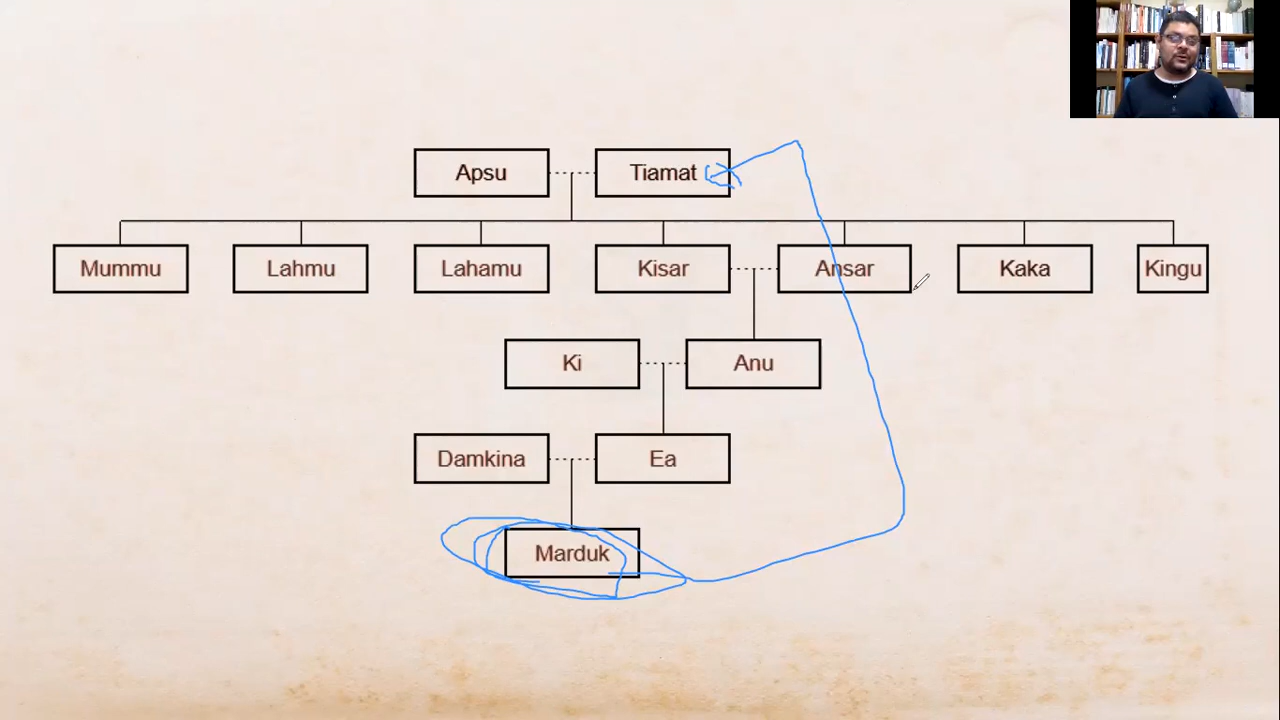 Apsu Tiamat
Mummu Lahmu Lahamu Kisar Ansar Kaka Kingu
Ki Anu
Damkina Ea
Marduk